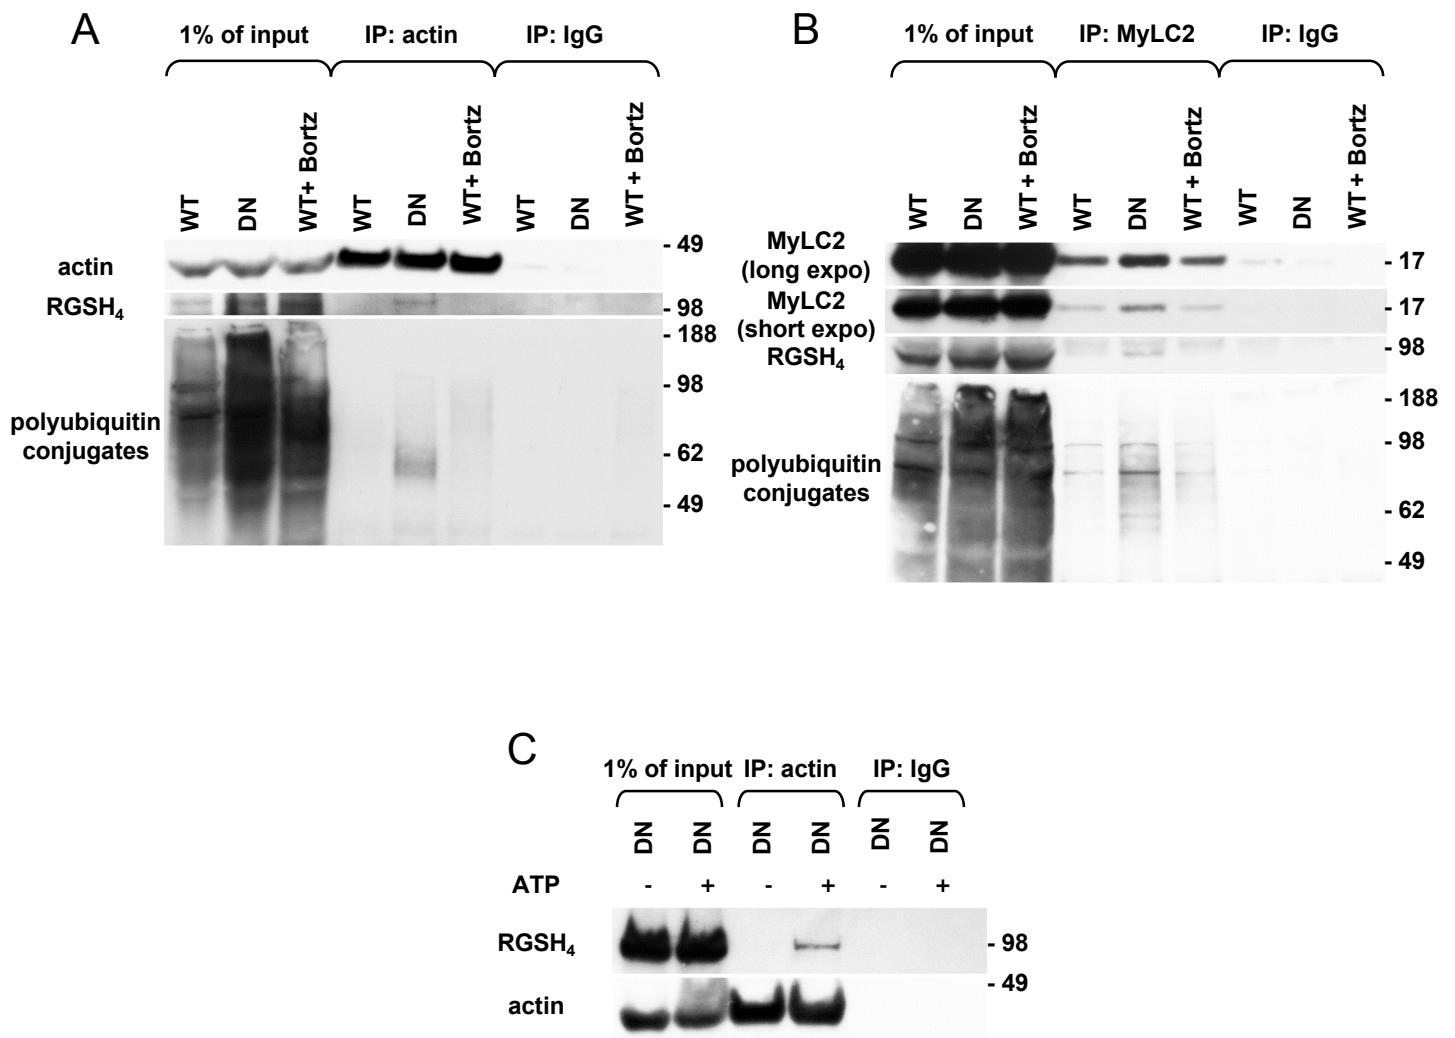 A
1% of input IP: actin IP: IgG
WT DN WT+ Bortz WT DN WT+ Bortz WT DN WT + Bortz
actin
- 49
RGSH₄
- 98
- 188
- 98
polyubiquitin
conjugates
- 62
- 49
B
1% of input IP: MyLC2 IP: IgG
WT DN WT + Bortz WT DN WT + Bortz WT DN WT + Bortz
MyLC2
(long expo)
- 17
MyLC2
(short expo)
- 17
RGSH₄
- 98
- 188
- 98
polyubiquitin
conjugates
- 62
- 49
C
1% of input IP: actin IP: IgG
DN DN DN DN DN DN
ATP - + - + - +
RGSH₄
- 98
- 49
actin